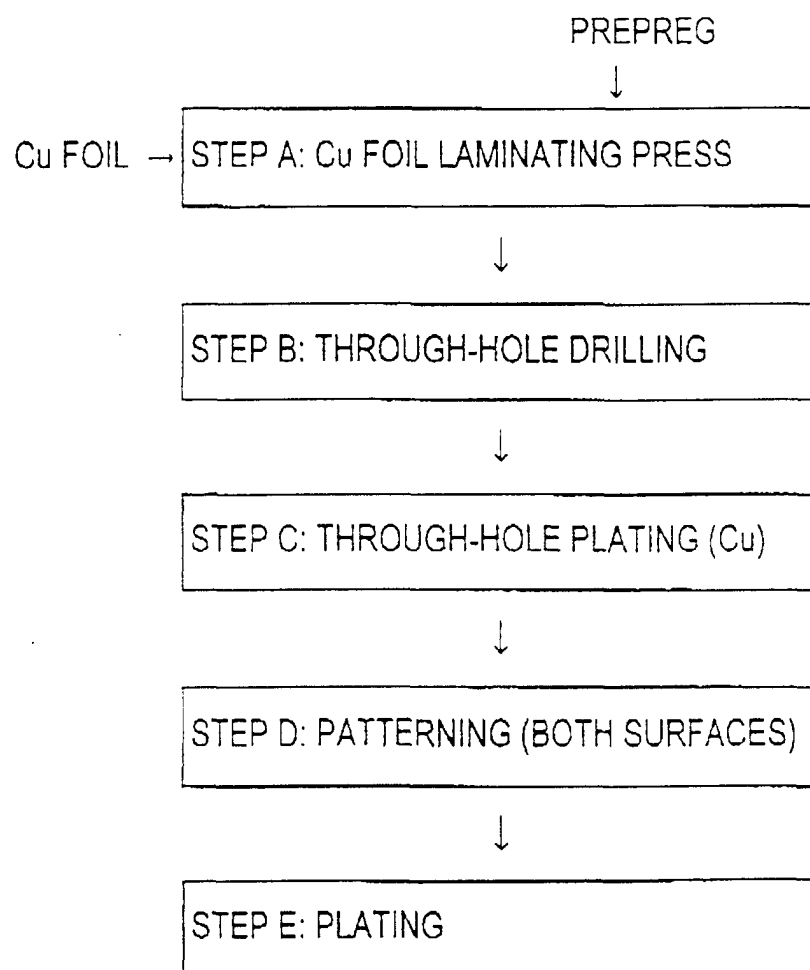 PREPREG
↓
Cu FOIL → STEP A: Cu FOIL LAMINATING PRESS
↓
STEP B: THROUGH-HOLE DRILLING
↓
STEP C: THROUGH-HOLE PLATING (Cu)
↓
STEP D: PATTERNING (BOTH SURFACES)
↓
STEP E: PLATING